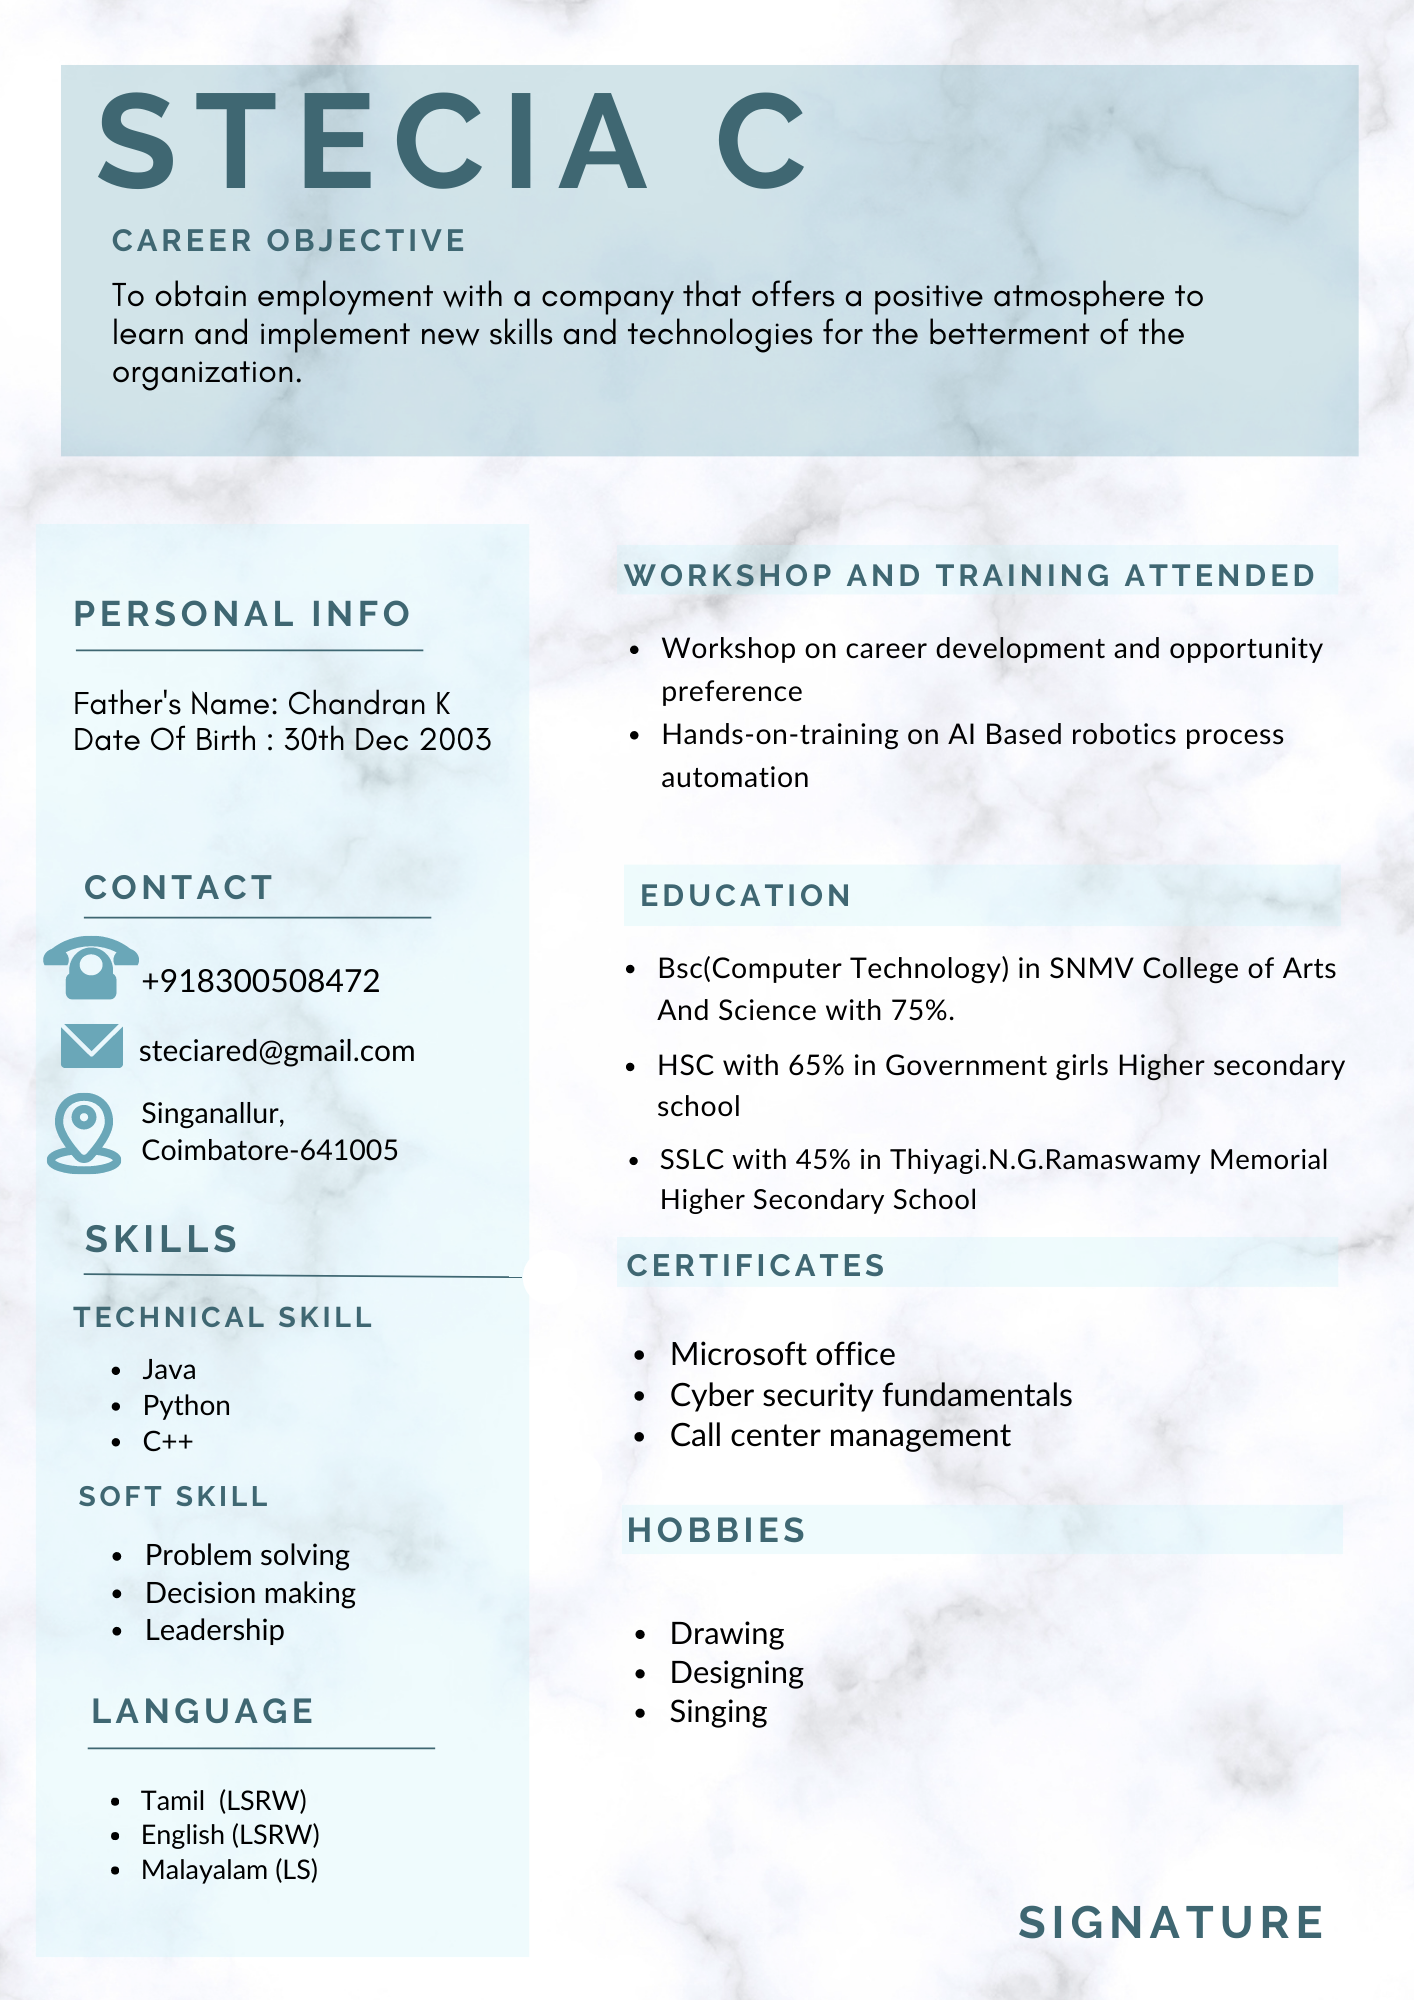 STECIA C
CAREER OBJECTIVE
To obtain employment with a company that offers a positive atmosphere to
learn and implement new skills and technologies for the betterment of the
organization.
PERSONAL INFO
Father's Name: Chandran K
Date Of Birth : 30th Dec 2003
CONTACT
+918300508472
steciared@gmail.com
Singanallur,
Coimbatore-641005
SKILLS
TECHNICAL SKILL
• Java
• Python
• C++
SOFT SKILL
• Problem solving
• Decision making
• Leadership
LANGUAGE
• Tamil  (LSRW)
• English (LSRW)
• Malayalam (LS)
WORKSHOP AND TRAINING ATTENDED
• Workshop on career development and opportunity
preference
• Hands-on-training on AI Based robotics process
automation
EDUCATION
• Bsc(Computer Technology) in SNMV College of Arts
And Science with 75%.
• HSC with 65% in Government girls Higher secondary
school
• SSLC with 45% in Thiyagi.N.G.Ramaswamy Memorial
Higher Secondary School
CERTIFICATES
• Microsoft office
• Cyber security fundamentals
• Call center management
HOBBIES
• Drawing
• Designing
• Singing
SIGNATURE